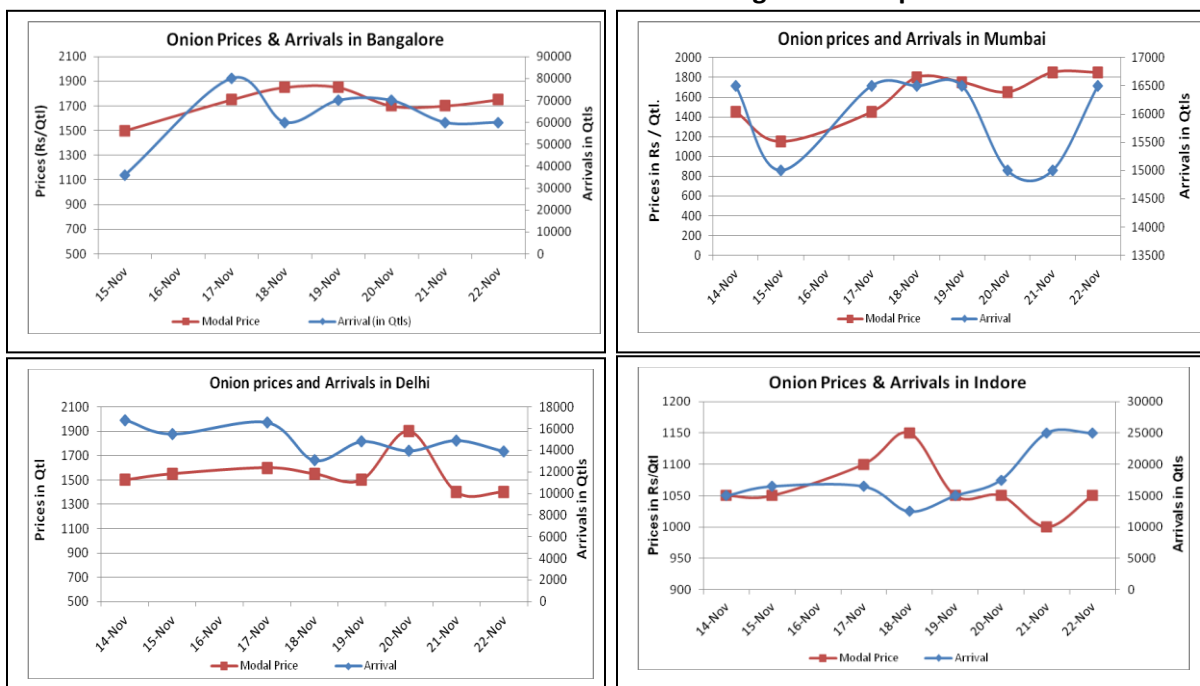 Onion Prices & Arrivals in Bangalore
Prices (Rs/Qtl)
2100
1900
1700
1500
1300
1100
900
700
500
90000
80000
70000
60000
50000
40000
30000
20000
10000
0
Arrivals in Qtls
15-Nov
16-Nov
17-Nov
18-Nov
19-Nov
20-Nov
21-Nov
22-Nov
Modal Price
Arrival (in Qtls)
Onion prices and Arrivals in Mumbai
Prices in Rs / Qtl.
2000
1800
1600
1400
1200
1000
800
600
400
200
0
17000
16500
16000
15500
15000
14500
14000
13500
Arrivals in Qtls
14-Nov
15-Nov
16-Nov
17-Nov
18-Nov
19-Nov
20-Nov
21-Nov
22-Nov
Modal Price
Arrival
Onion prices and Arrivals in Delhi
Prices in Qtl
2100
1900
1700
1500
1300
1100
900
700
500
18000
16000
14000
12000
10000
8000
6000
4000
2000
0
Arrivals in Qtls
14-Nov
15-Nov
16-Nov
17-Nov
18-Nov
19-Nov
20-Nov
21-Nov
22-Nov
Modal Price
Arrival
Onion Prices & Arrivals in Indore
Prices in Rs/Qtl
1200
1150
1100
1050
1000
950
900
30000
25000
20000
15000
10000
5000
0
Arrivals in Qtls
14-Nov
15-Nov
16-Nov
17-Nov
18-Nov
19-Nov
20-Nov
21-Nov
22-Nov
Modal Price
Arrival